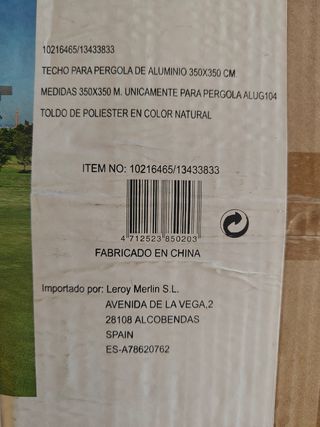 10216465/13433833
TECHO PARA PERGOLA DE ALUMINIO 350X350 CM
MEDIDAS 350X350 M. UNICAMENTE PARA PERGOLA ALUG104
TOLDO DE POLIESTER EN COLOR NATURAL
ITEM NO: 10216465/13433833
4 712523 850203
FABRICADO EN CHINA
Importado por: Leroy Merlin S.L.
AVENIDA DE LA VEGA,2
28108 ALCOBENDAS
SPAIN
ES-A78620762